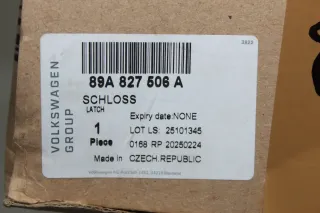 VOLKSWAGEN
GROUP
89A 827 506 A
SCHLOSS
LATCH
1
Piece
Expiry date:NONE
LOT LS: 25101345
0168 RP 20250224
Made in CZECH REPUBLIC